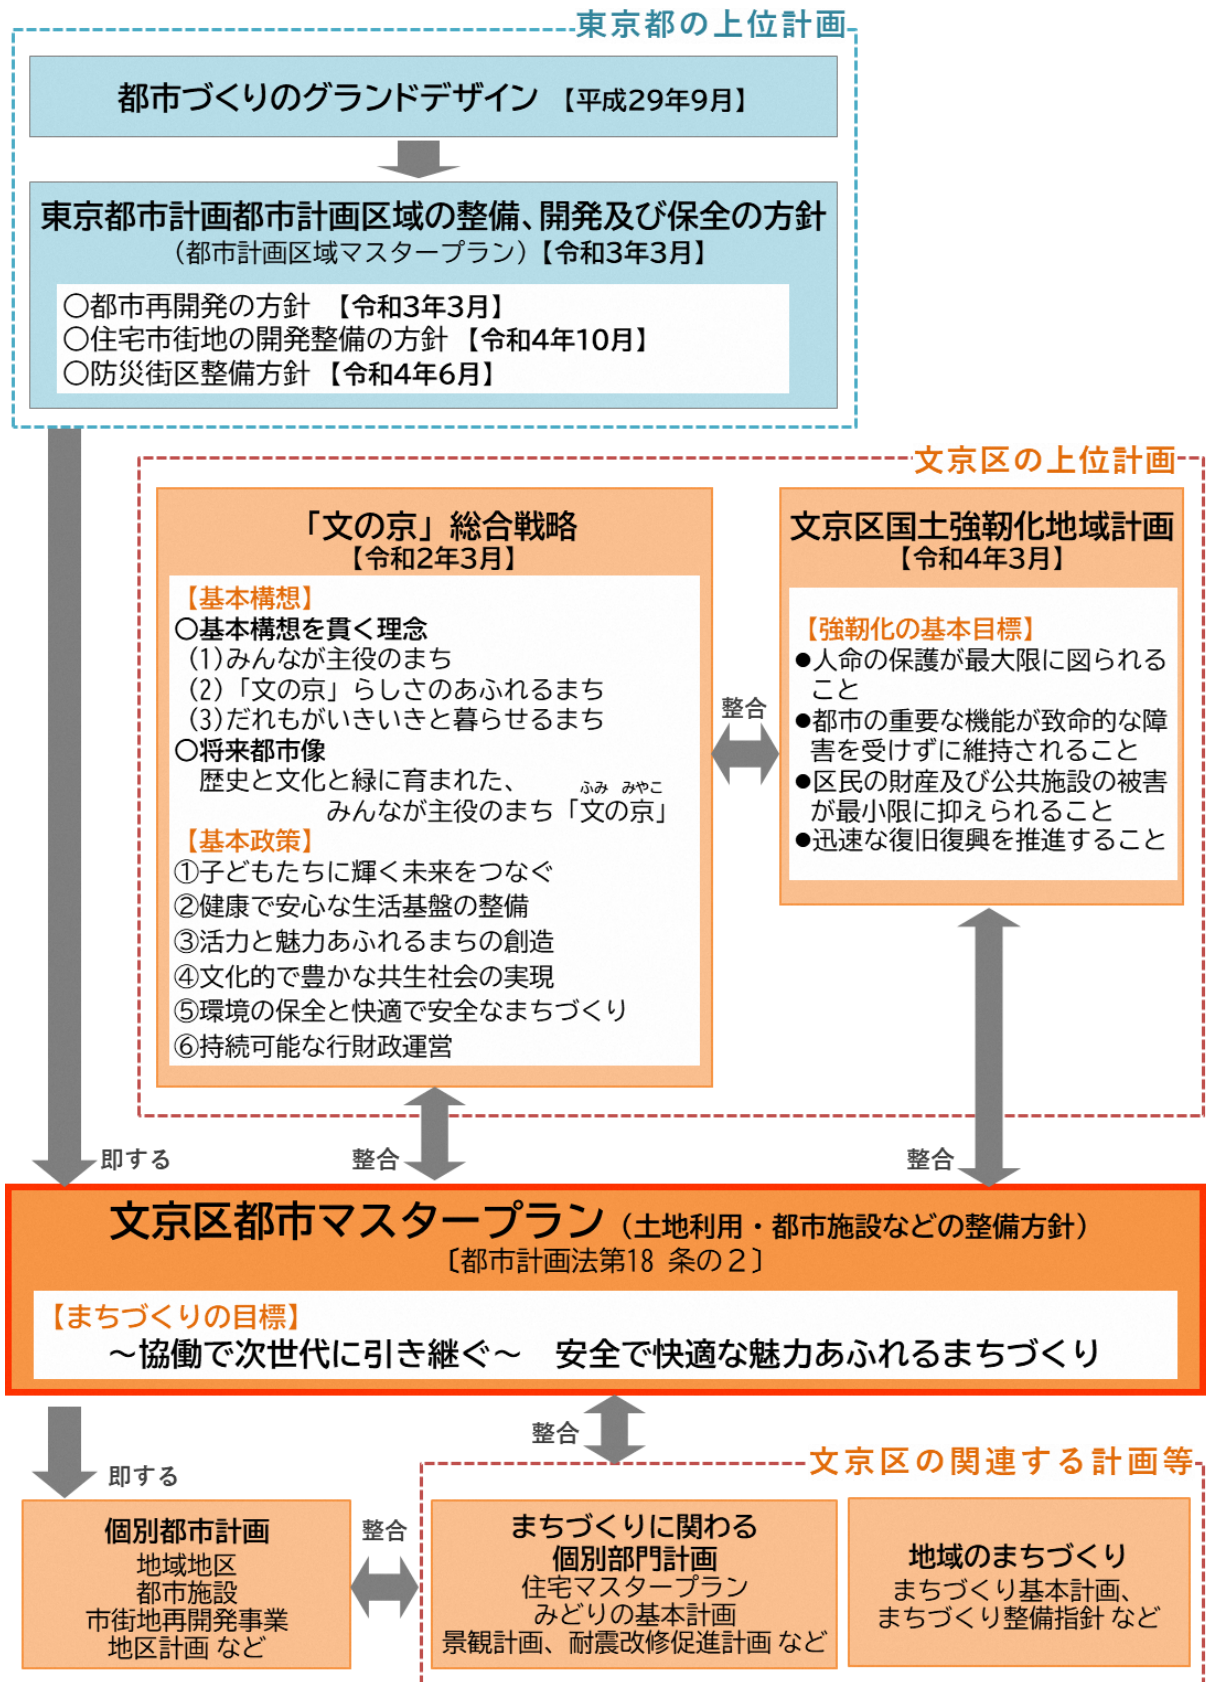 東京都の上位計画
都市づくりのグランドデザイン 【平成29年9月】
東京都市計画都市計画区域の整備、開発及び保全の方針
（都市計画区域マスタープラン）【令和3年3月】
○都市再開発の方針 【令和3年3月】
○住宅市街地の開発整備の方針 【令和4年10月】
○防災街区整備方針 【令和4年6月】
文京区の上位計画
「文の京」総合戦略
【令和2年3月】
【基本構想】
○基本構想を貫く理念
(1)みんなが主役のまち
(2)「文の京」らしさのあふれるまち
(3)だれもがいきいきと暮らせるまち
○将来都市像
歴史と文化と緑に育まれた、
ふみ みやこ
みんなが主役のまち「文の京」
【基本政策】
①子どもたちに輝く未来をつなぐ
②健康で安心な生活基盤の整備
③活力と魅力あふれるまちの創造
④文化的で豊かな共生社会の実現
⑤環境の保全と快適で安全なまちづくり
⑥持続可能な行財政運営
整合
文京区国土強靭化地域計画
【令和4年3月】
【強靭化の基本目標】
●人命の保護が最大限に図られる
こと
●都市の重要な機能が致命的な障
害を受けずに維持されること
●区民の財産及び公共施設の被害
が最小限に抑えられること
●迅速な復旧復興を推進すること
即する
整合
整合
文京区都市マスタープラン（土地利用・都市施設などの整備方針）
〔都市計画法第18 条の２〕
【まちづくりの目標】
～協働で次世代に引き継ぐ～ 安全で快適な魅力あふれるまちづくり
即する
整合
文京区の関連する計画等
個別都市計画
地域地区
都市施設
市街地再開発事業
地区計画 など
整合
まちづくりに関わる
個別部門計画
住宅マスタープラン
みどりの基本計画
景観計画、耐震改修促進計画 など
地域のまちづくり
まちづくり基本計画、
まちづくり整備指針 など